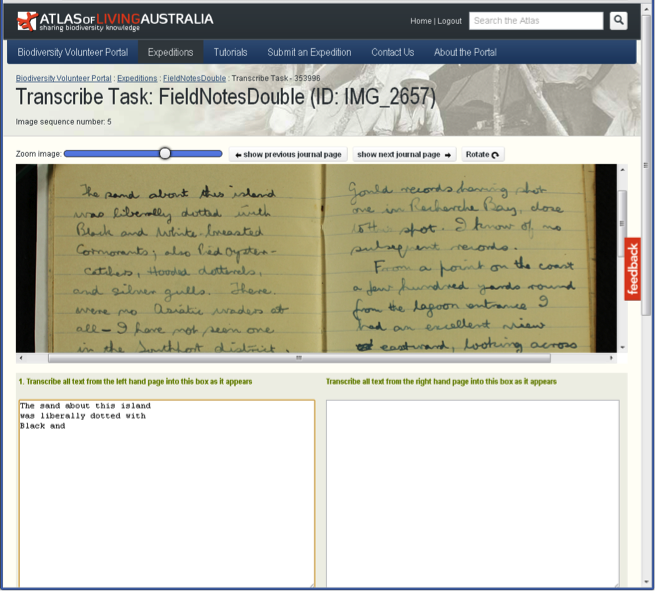 ATLAS OF LIVING AUSTRALIA
sharing biodiversity knowledge
Home | Logout
Search the Atlas
Biodiversity Volunteer Portal Expeditions Tutorials Submit an Expedition Contact Us About the Portal
Biodiversity Volunteer Portal : Expeditions : FieldNotesDouble : Transcribe Task - 353996
Transcribe Task: FieldNotesDouble (ID: IMG_2657)
Image sequence number: 5
Zoom image:
show previous journal page
show next journal page
Rotate
The sand about this island
was liberally dotted with
Black and White-breasted
Cormorants; also Pied Oyster-
catches, Hooded dotterels,
and silver gulls. There
were no Asiatic waders at
all - I have not seen one
in the Southport district.
Gould records having shot
one in Recherche Bay, close
to the spot. I know of no
subsequent records.
From a point on the coast
a few hundred yards round
from the lagoon entrance I
had an excellent view
eastward, looking across
feedback
1. Transcribe all text from the left hand page into this box as it appears
Transcribe all text from the right hand page into this box as it appears
The sand about this island
was liberally dotted with
Black and